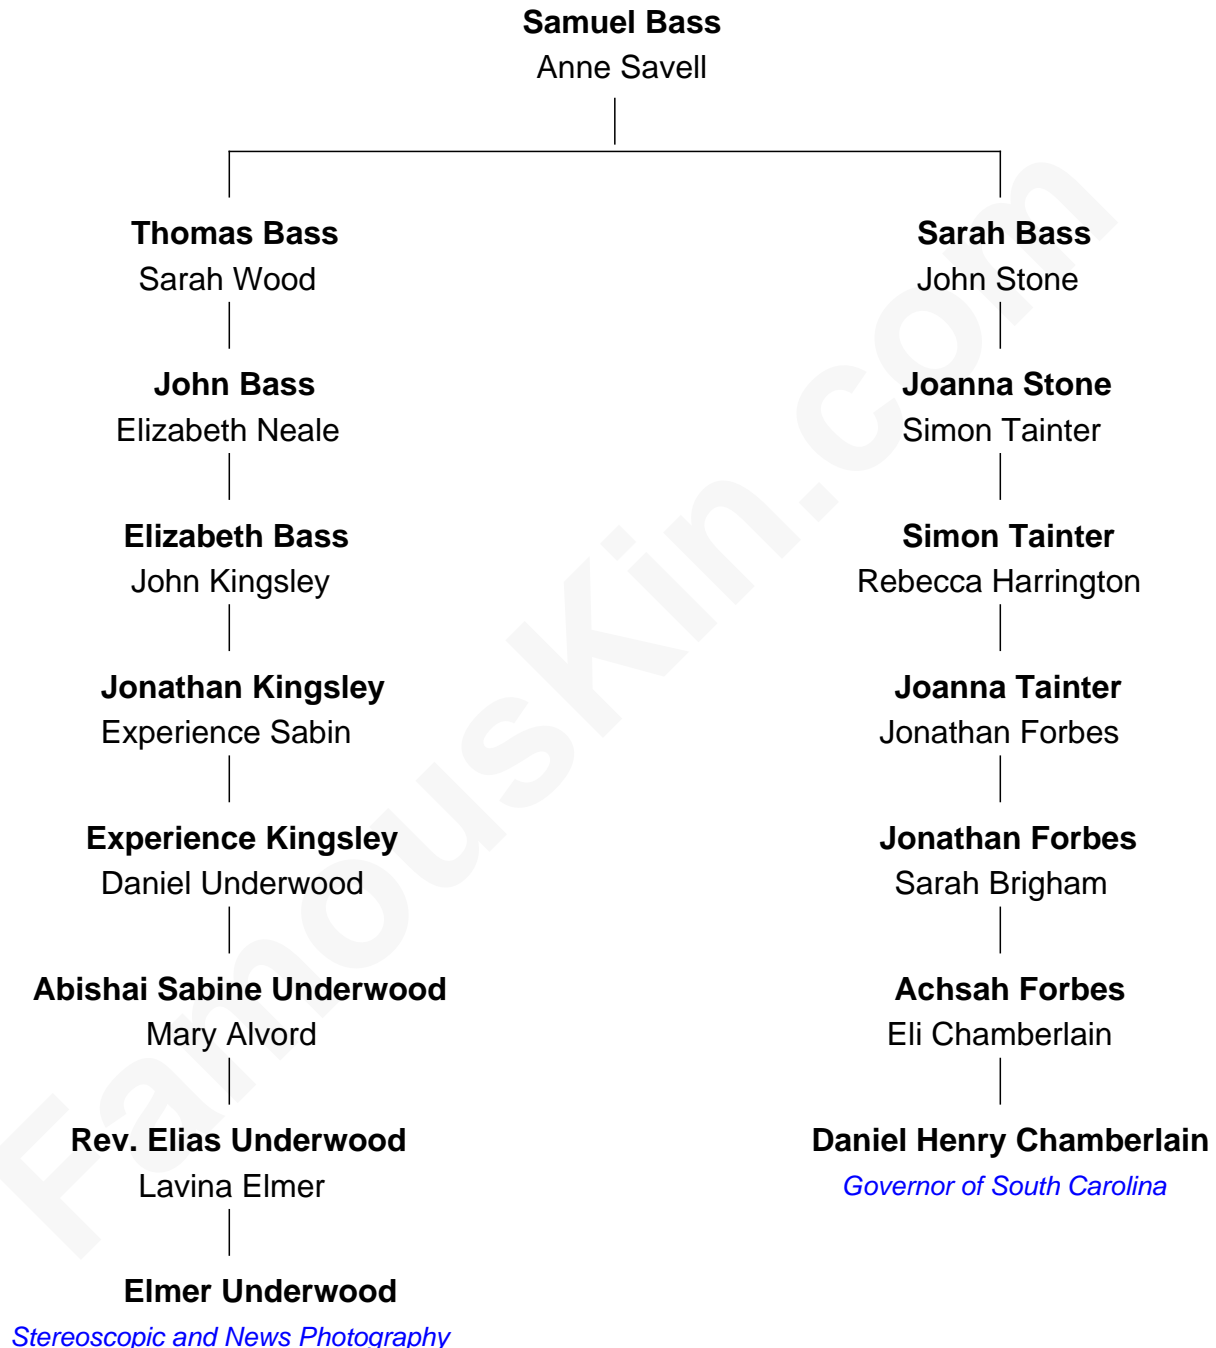 Samuel Bass
Anne Savell
Thomas Bass
Sarah Wood
Sarah Bass
John Stone
John Bass
Elizabeth Neale
Joanna Stone
Simon Tainter
Elizabeth Bass
John Kingsley
Simon Tainter
Rebecca Harrington
Jonathan Kingsley
Experience Sabin
Joanna Tainter
Jonathan Forbes
Experience Kingsley
Daniel Underwood
Jonathan Forbes
Sarah Brigham
Abishai Sabine Underwood
Mary Alvord
Achsah Forbes
Eli Chamberlain
Rev. Elias Underwood
Lavina Elmer
Daniel Henry Chamberlain
Governor of South Carolina
Elmer Underwood
Stereoscopic and News Photography
FamousKin.com